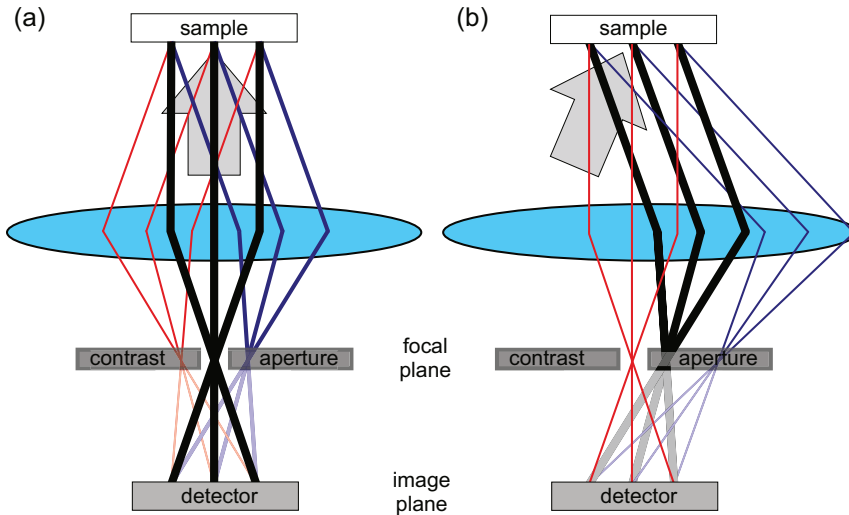 (a)
sample
(b)
sample
contrast
aperture
focal
plane
contrast
aperture
detector
image
plane
detector